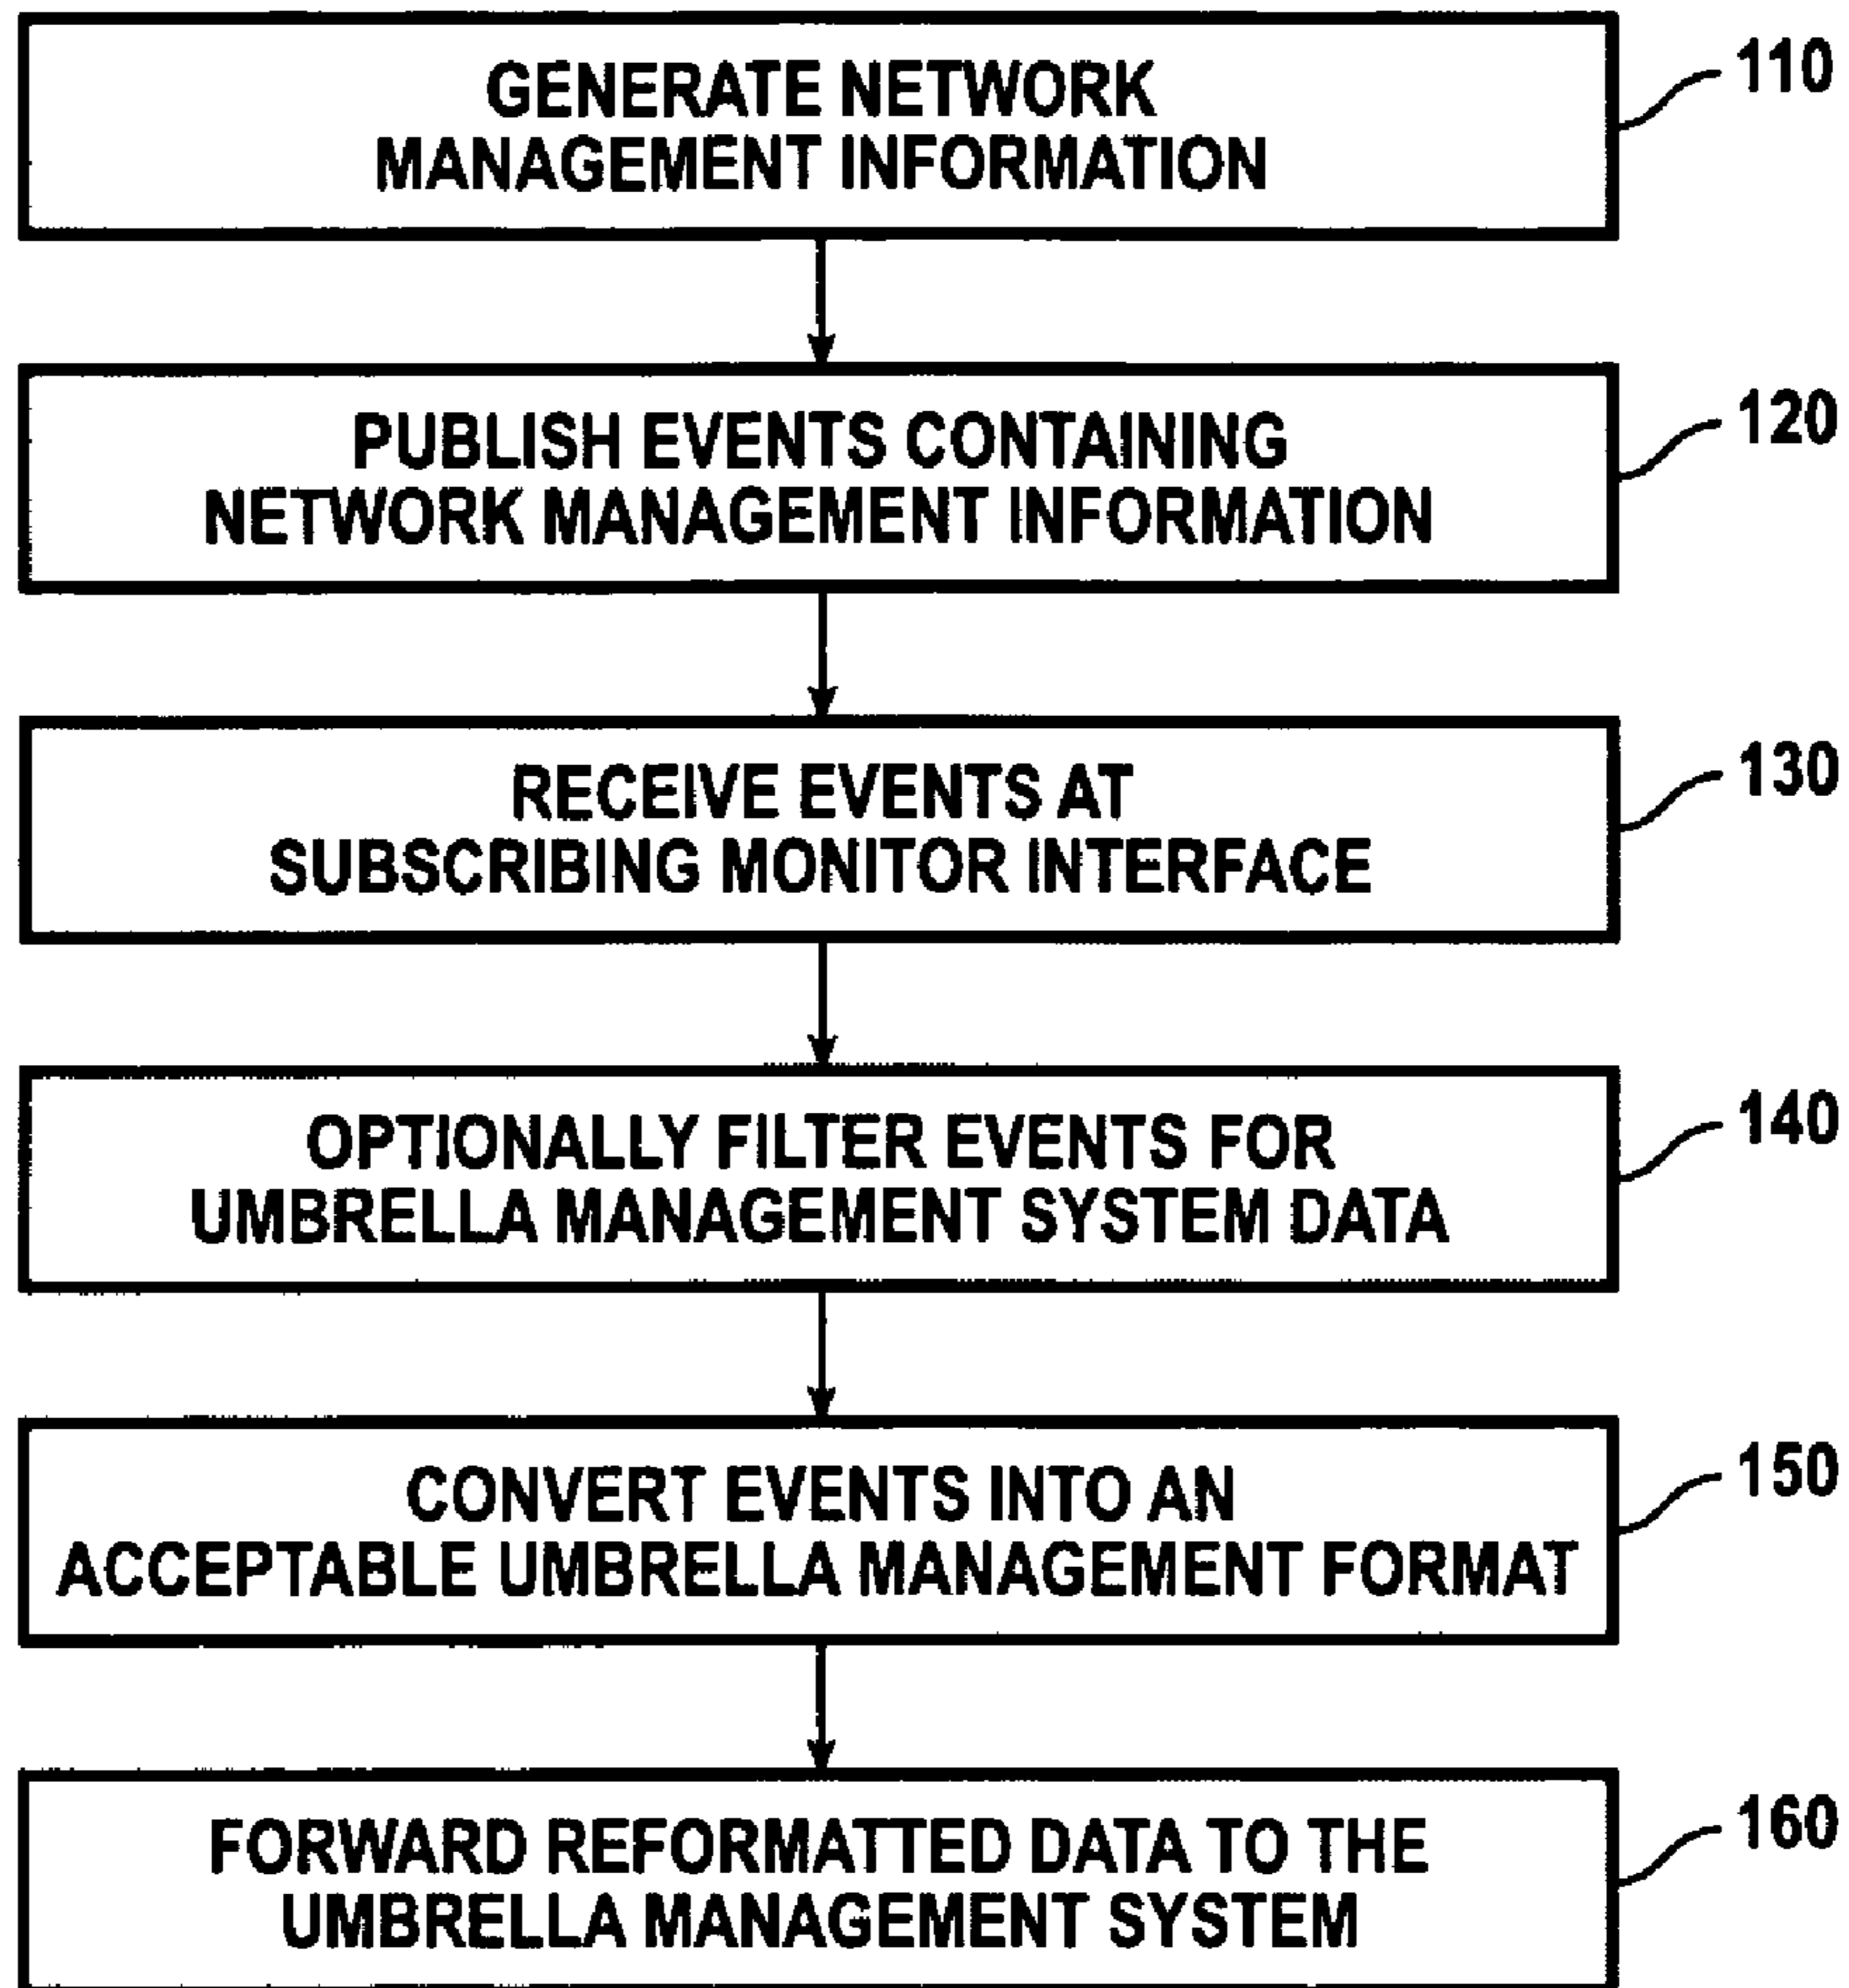 GENERATE NETWORK
MANAGEMENT INFORMATION
110
PUBLISH EVENTS CONTAINING
NETWORK MANAGEMENT INFORMATION
120
RECEIVE EVENTS AT
SUBSCRIBING MONITOR INTERFACE
130
OPTIONALLY FILTER EVENTS FOR
UMBRELLA MANAGEMENT SYSTEM DATA
140
CONVERT EVENTS INTO AN
ACCEPTABLE UMBRELLA MANAGEMENT FORMAT
150
FORWARD REFORMATTED DATA TO THE
UMBRELLA MANAGEMENT SYSTEM
160